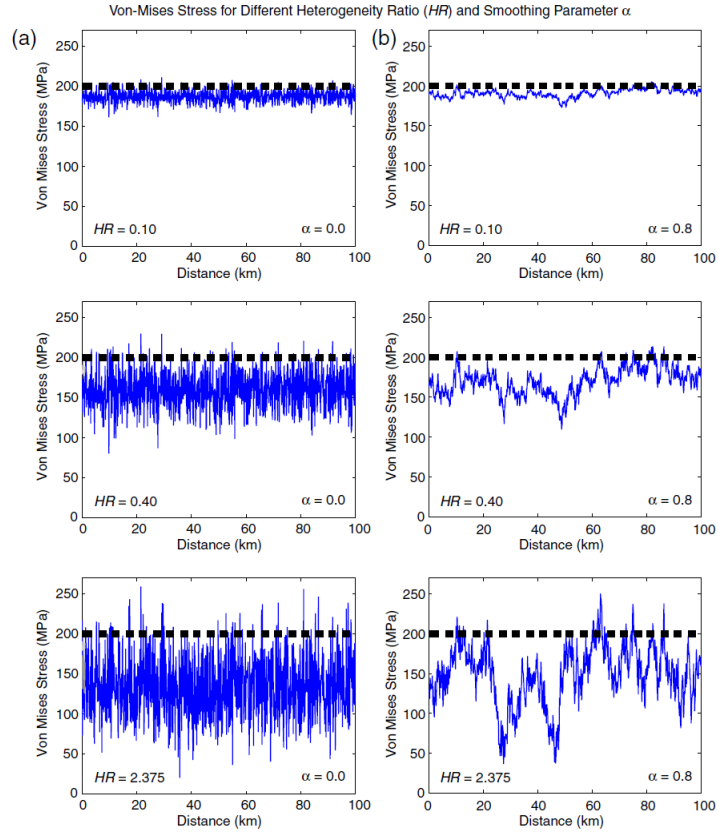 Von-Mises Stress for Different Heterogeneity Ratio (HR) and Smoothing Parameter α
(a)
Von Mises Stress (MPa)
250
200
150
100
50
0
HR = 0.10
α = 0.0
0 20 40 60 80 100
Distance (km)
(b)
Von Mises Stress (MPa)
250
200
150
100
50
0
HR = 0.10
α = 0.8
0 20 40 60 80 100
Distance (km)
Von Mises Stress (MPa)
250
200
150
100
50
0
HR = 0.40
α = 0.0
0 20 40 60 80 100
Distance (km)
Von Mises Stress (MPa)
250
200
150
100
50
0
HR = 0.40
α = 0.8
0 20 40 60 80 100
Distance (km)
Von Mises Stress (MPa)
250
200
150
100
50
0
HR = 2.375
α = 0.0
0 20 40 60 80 100
Distance (km)
Von Mises Stress (MPa)
250
200
150
100
50
0
HR = 2.375
α = 0.8
0 20 40 60 80 100
Distance (km)